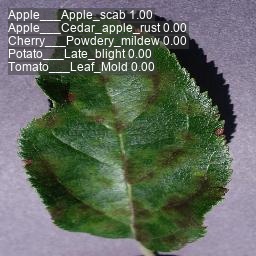 Apple___Apple_scab 1.00
Apple___Cedar_apple_rust 0.00
Cherry___Powdery_mildew 0.00
Potato___Late_blight 0.00
Tomato___Leaf_Mold 0.00